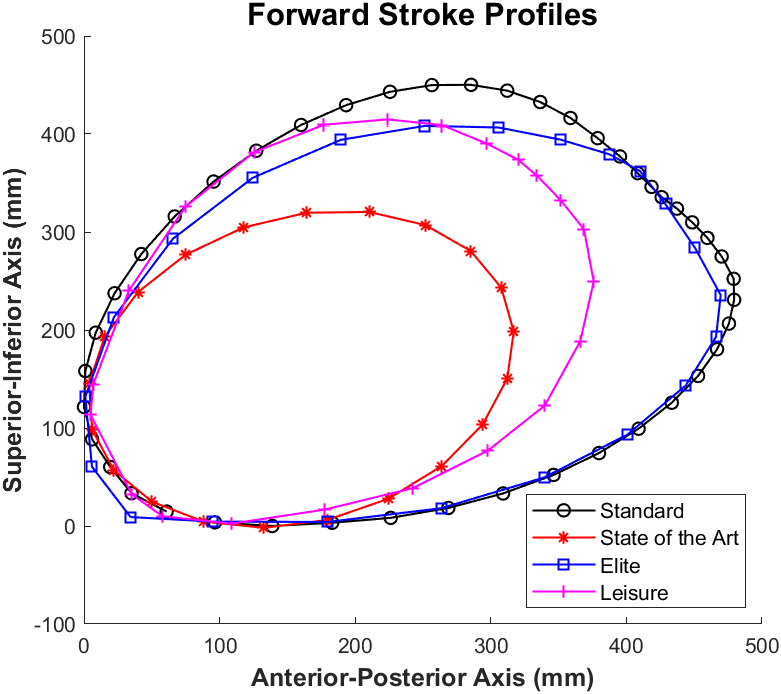 Forward Stroke Profiles
500
400
300
200
100
0
-100
Superior-Inferior Axis (mm)
Standard
State of the Art
Elite
Leisure
0 100 200 300 400 500
Anterior-Posterior Axis (mm)